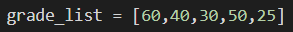 grade_list = [60,40,30,50,25]